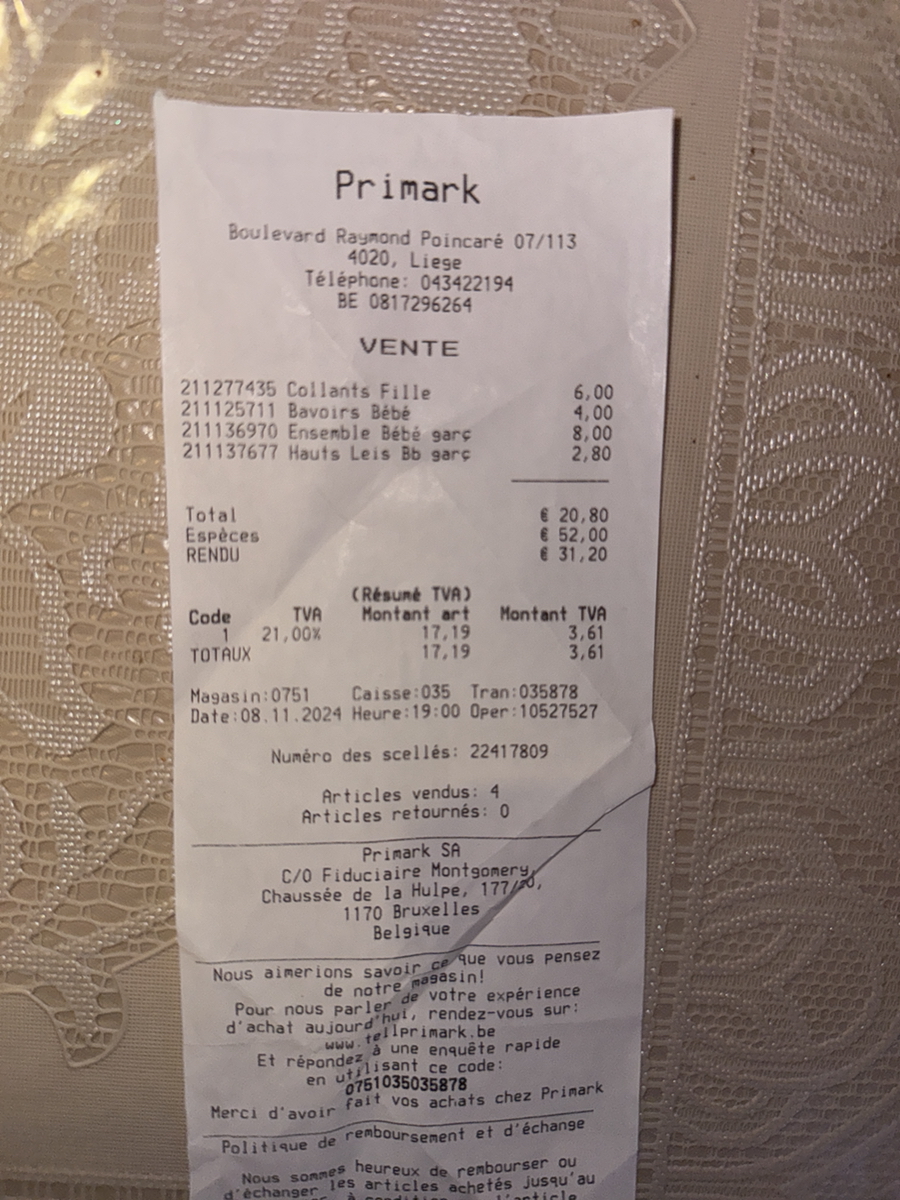 Primark
Boulevard Raymond Poincaré 07/113
4020, Liege
Téléphone: 043422194
BE 0817296264
VENTE
211277435 Collants Fille 6,00
211125711 Bavoirs Bébé 4,00
211136970 Ensemble Bébé garç 8,00
211137677 Hauts Leis Bb garç 2,80
Total € 20,80
Espèces € 52,00
RENDU € 31,20
(Résumé TVA)
Code TVA Montant art Montant TVA
1 21,00% 17,19 3,61
TOTAUX 17,19 3,61
Magasin:0751 Caisse:035 Tran:035878
Date:08.11.2024 Heure:19:00 Oper:10527527
Numéro des scellés: 22417809
Articles vendus: 4
Articles retournés: 0
Primark SA
C/O Fiduciaire Montgomery,
Chaussée de la Hulpe, 177/20,
1170 Bruxelles
Belgique
Nous aimerions savoir ce que vous pensez
de notre magasin!
Pour nous parler de votre expérience
d'achat aujourd'hui, rendez-vous sur:
www.tellprimark.be
Et répondez à une enquête rapide
en utilisant ce code:
0751035035878
Merci d'avoir fait vos achats chez Primark
Politique de remboursement et d'échange
Nous sommes heureux de rembourser ou
d'échanger les articles achetés jusqu'au
l'article